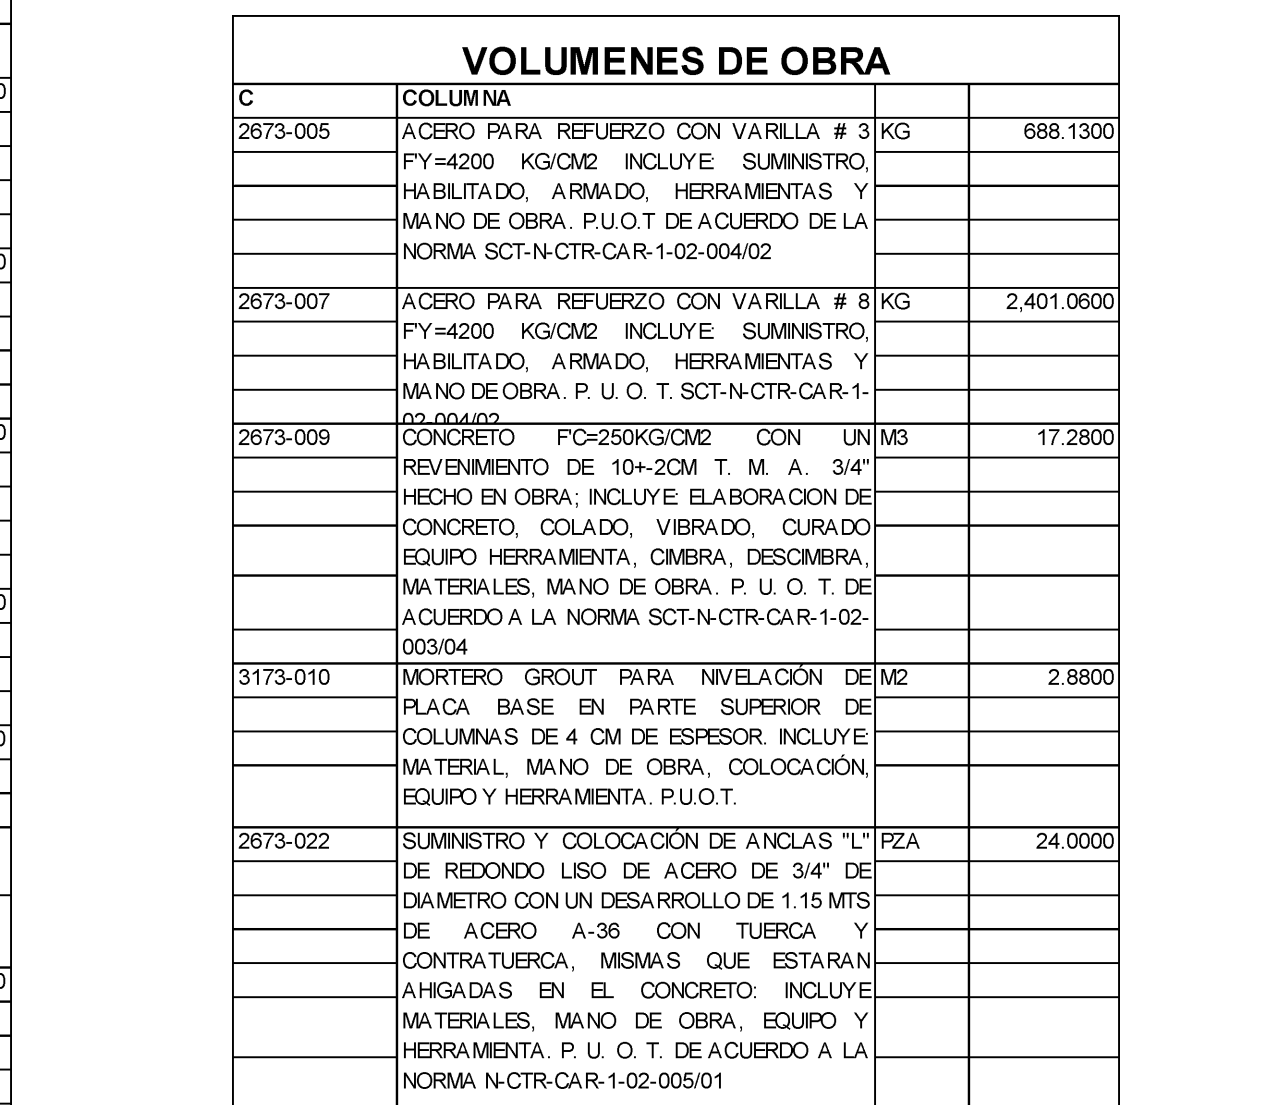 VOLUMENES DE OBRA
C COLUMNA
2673-005 ACERO PARA REFUERZO CON VARILLA # 3 KG 688.1300
F'Y=4200 KG/CM2 INCLUYE: SUMINISTRO,
HABILITADO, ARMADO, HERRAMIENTAS Y
MANO DE OBRA. P.U.O.T DE ACUERDO DE LA
NORMA SCT-N-CTR-CAR-1-02-004/02
2673-007 ACERO PARA REFUERZO CON VARILLA # 8 KG 2,401.0600
F'Y=4200 KG/CM2 INCLUYE: SUMINISTRO,
HABILITADO, ARMADO, HERRAMIENTAS Y
MANO DE OBRA. P. U. O. T. SCT-N-CTR-CAR-1-
02-004/02
2673-009 CONCRETO F'C=250KG/CM2 CON UN M3 17.2800
REVENIMIENTO DE 10+-2CM T. M. A. 3/4"
HECHO EN OBRA; INCLUYE: ELABORACION DE
CONCRETO, COLADO, VIBRADO, CURADO
EQUIPO HERRAMIENTA, CIMBRA, DESCIMBRA,
MATERIALES, MANO DE OBRA. P. U. O. T. DE
ACUERDO A LA NORMA SCT-N-CTR-CAR-1-02-
003/04
3173-010 MORTERO GROUT PARA NIVELACIÓN DE M2 2.8800
PLACA BASE EN PARTE SUPERIOR DE
COLUMNAS DE 4 CM DE ESPESOR. INCLUYE:
MATERIAL, MANO DE OBRA, COLOCACIÓN,
EQUIPO Y HERRAMIENTA. P.U.O.T.
2673-022 SUMINISTRO Y COLOCACIÓN DE ANCLAS "L" PZA 24.0000
DE REDONDO LISO DE ACERO DE 3/4" DE
DIAMETRO CON UN DESARROLLO DE 1.15 MTS
DE ACERO A-36 CON TUERCA Y
CONTRATUERCA, MISMAS QUE ESTARAN
AHIGADAS EN EL CONCRETO: INCLUYE
MATERIALES, MANO DE OBRA, EQUIPO Y
HERRAMIENTA. P. U. O. T. DE ACUERDO A LA
NORMA N-CTR-CAR-1-02-005/01